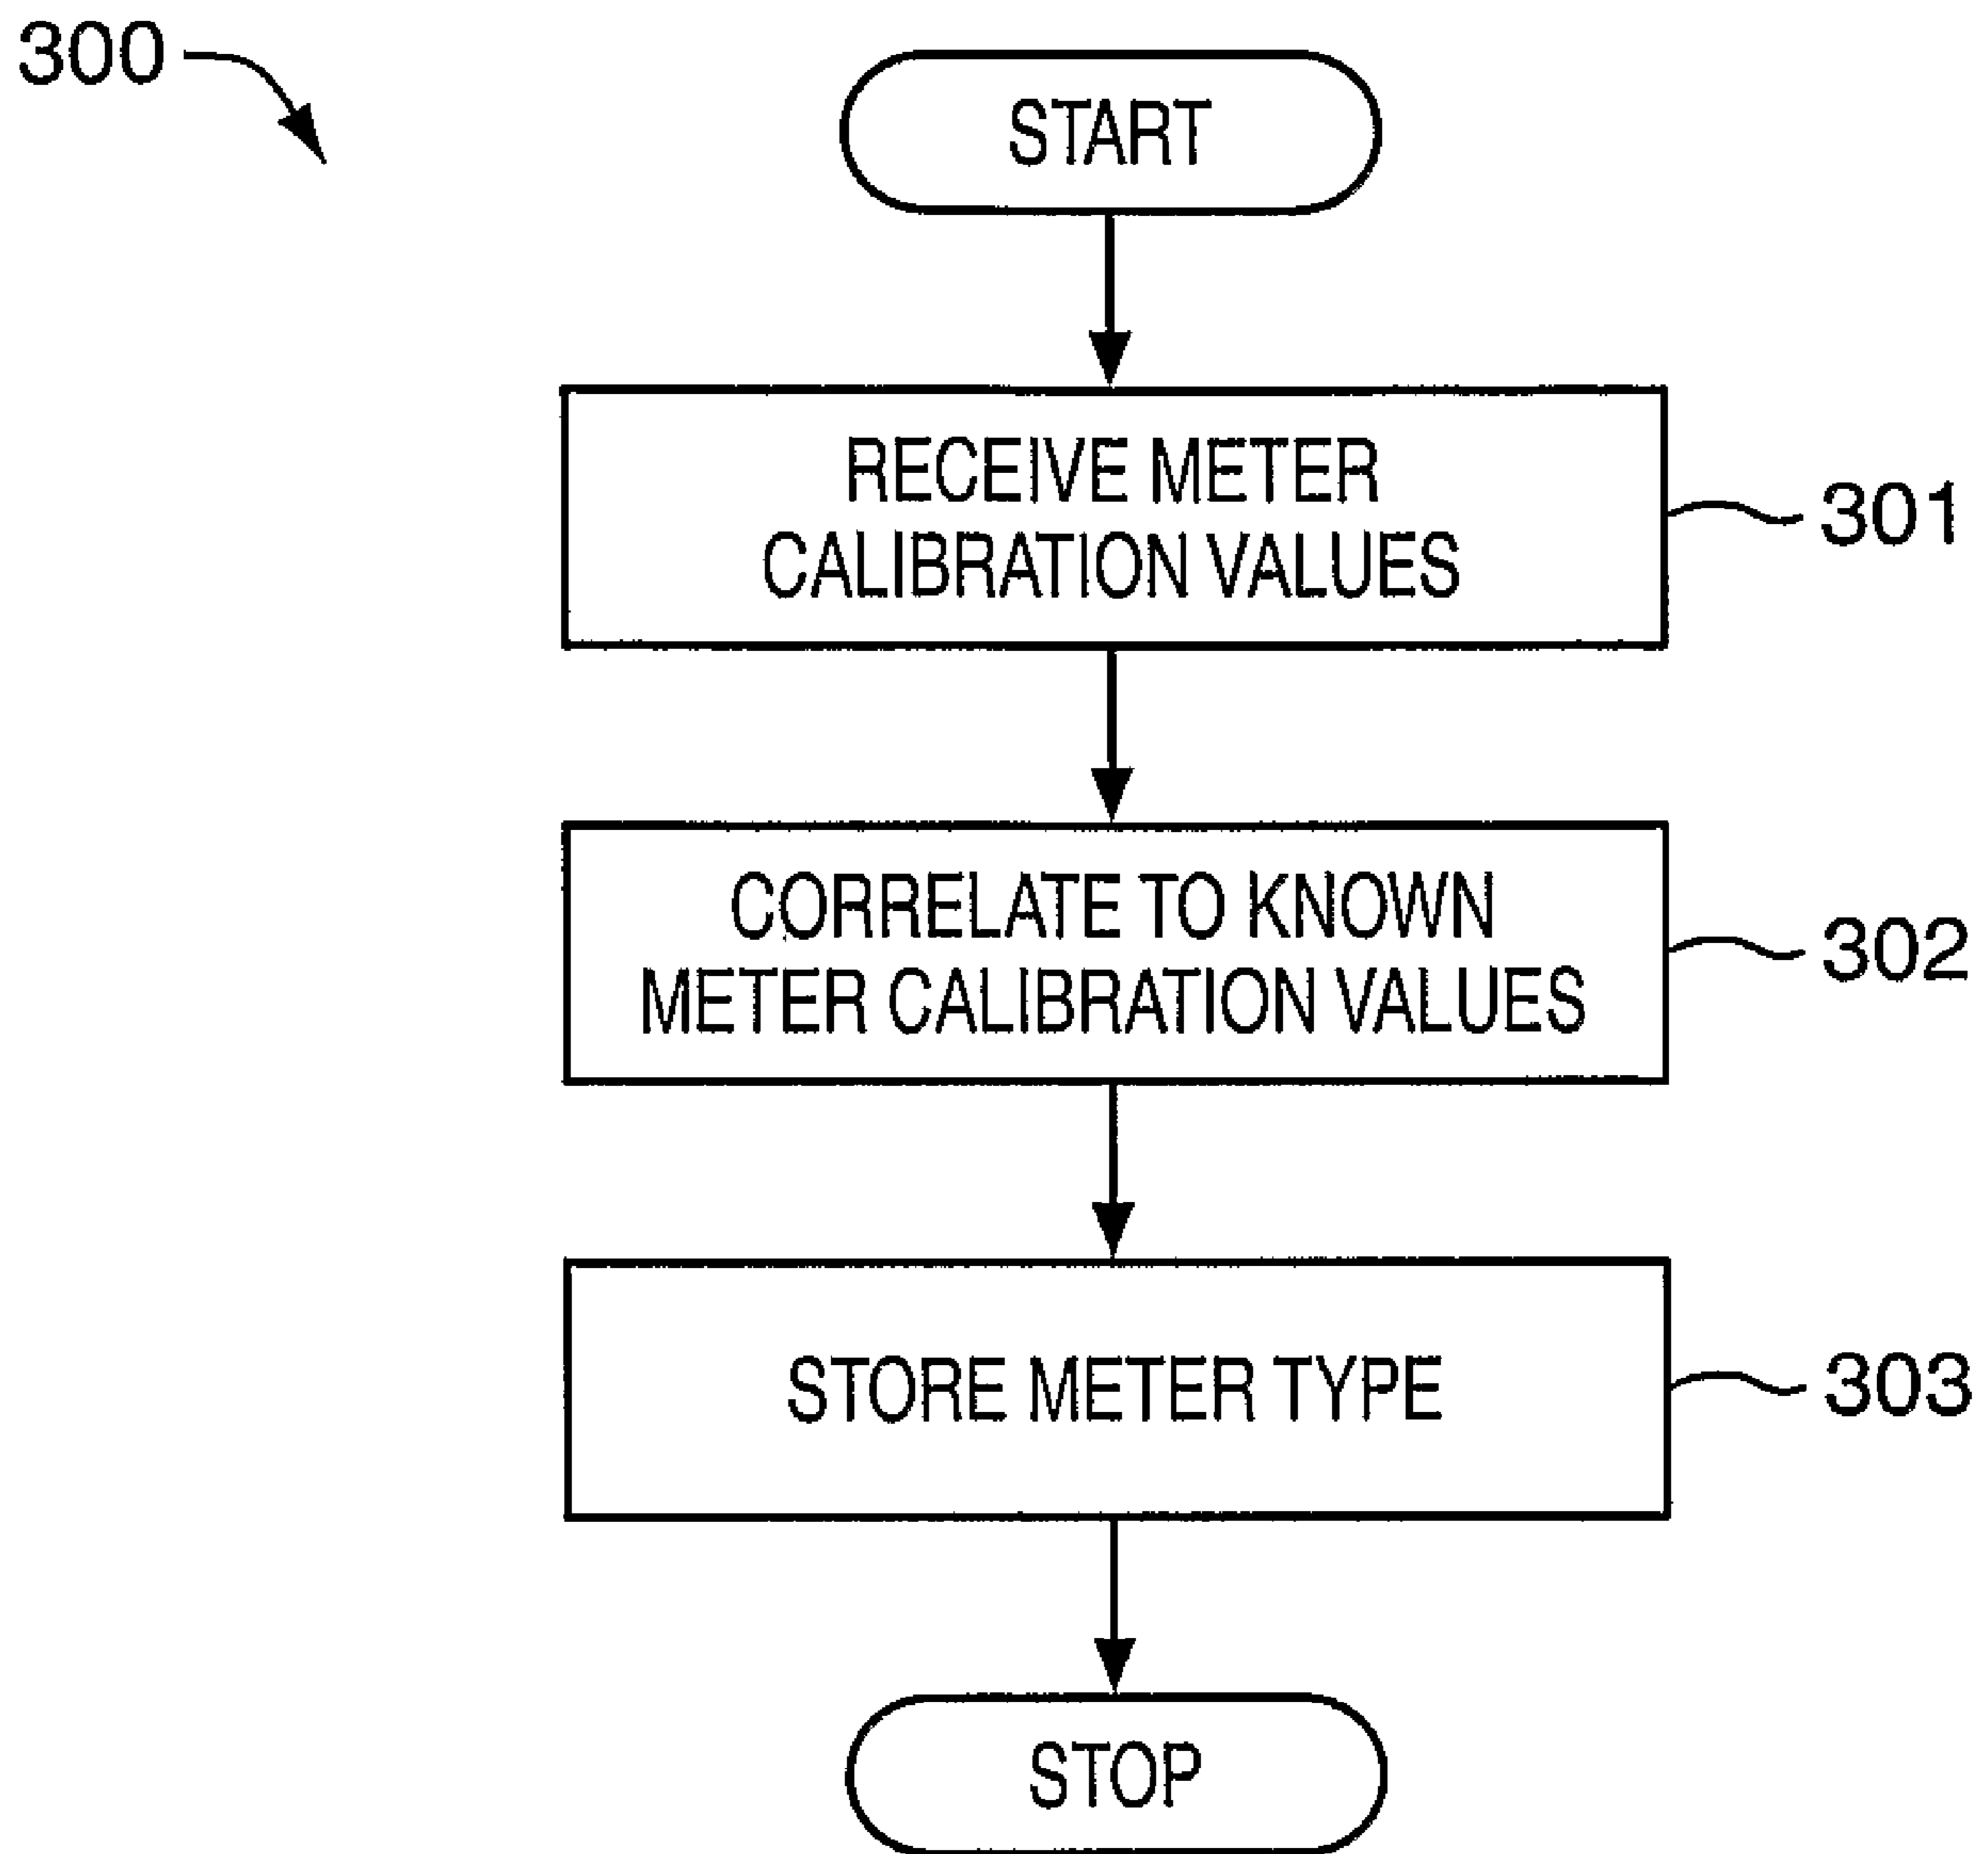 300
START
RECEIVE METER
CALIBRATION VALUES
301
CORRELATE TO KNOWN
METER CALIBRATION VALUES
302
STORE METER TYPE
303
STOP